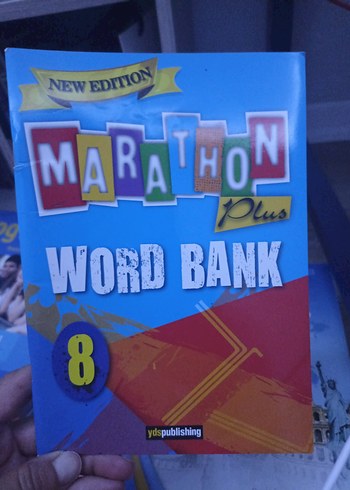 NEW EDITION
MARATHON
Plus
WORD BANK
8
ydspublishing